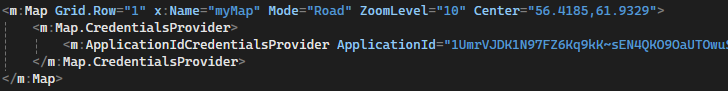 <m:Map Grid.Row="1" x:Name="myMap" Mode="Road" ZoomLevel="10" Center="56.4185,61.9329">
<m:Map.CredentialsProvider>
<m:ApplicationIdCredentialsProvider ApplicationId="1UmrVJDK1N97FZ6Kq9kK~sEN4QKO9OaUTOwuS
</m:Map.CredentialsProvider>
</m:Map>